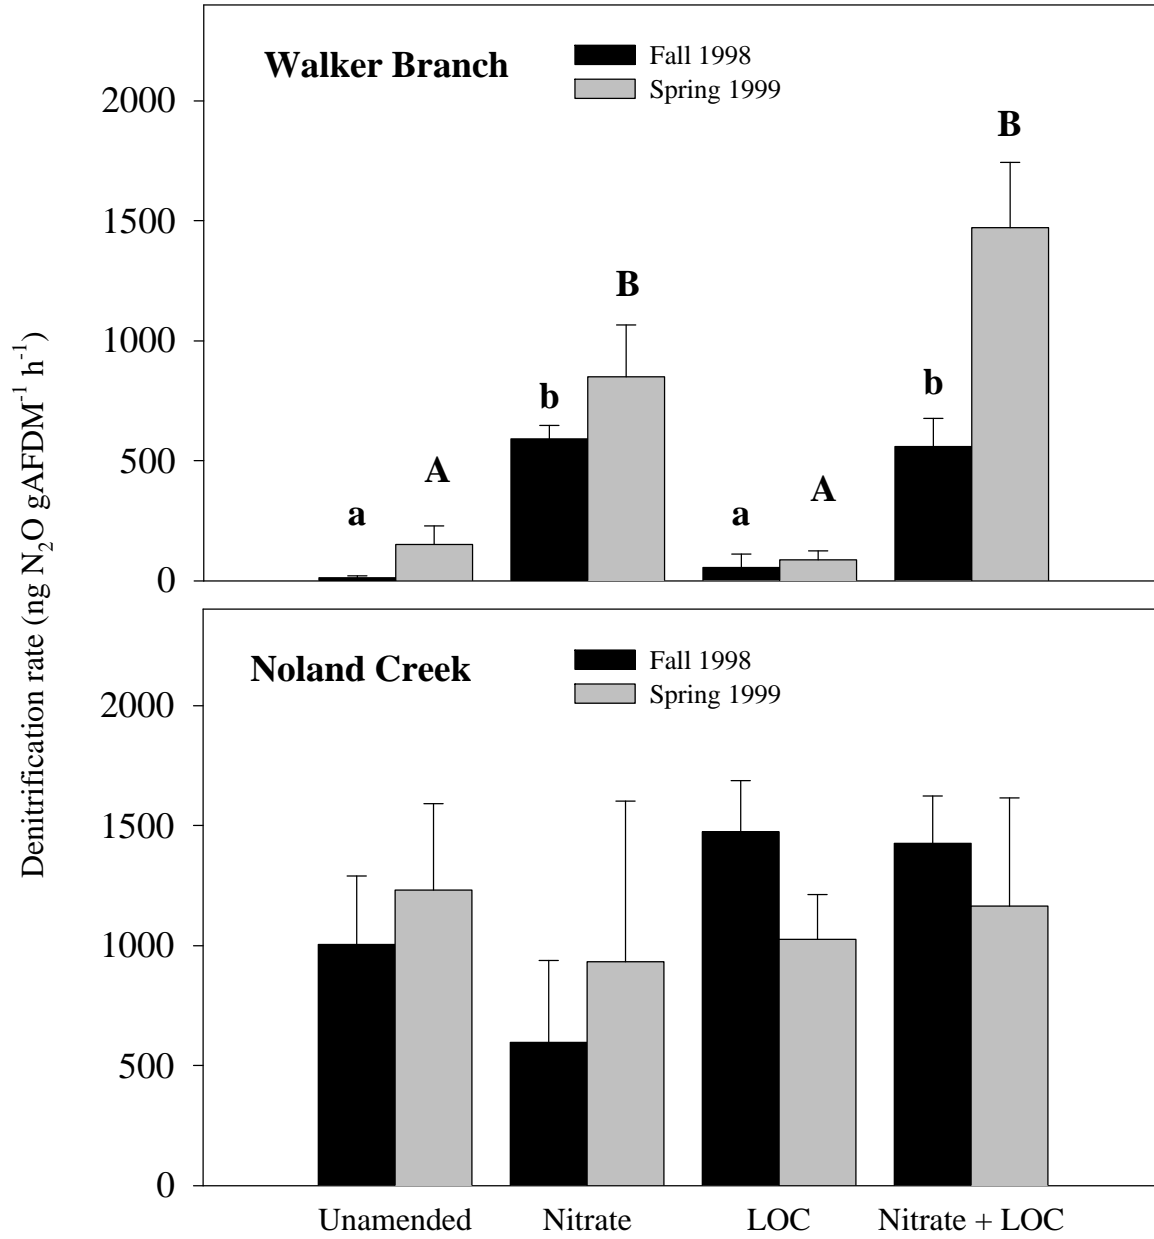 Walker Branch
Fall 1998
Spring 1999
2000
1500
1000
500
0
a
A
b
B
a
A
b
B
Denitrification rate (ng N₂O gAFDM⁻¹ h⁻¹)
Noland Creek
Fall 1998
Spring 1999
2000
1500
1000
500
0
Unamended
Nitrate
LOC
Nitrate + LOC